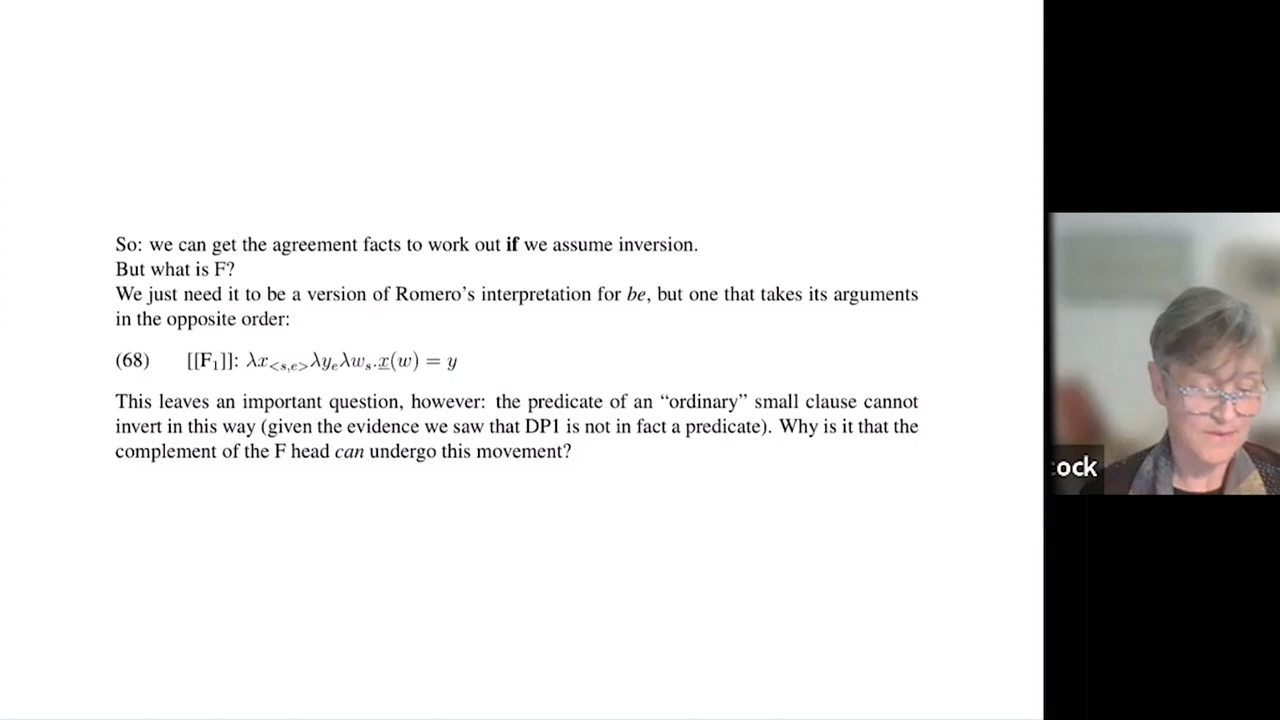 So: we can get the agreement facts to work out if we assume inversion.
But what is F?
We just need it to be a version of Romero's interpretation for be, but one that takes its arguments
in the opposite order:
(68) [[F₁]]: λx<s,e>λyₑλwₛ.x(w) = y
This leaves an important question, however: the predicate of an “ordinary” small clause cannot
invert in this way (given the evidence we saw that DP1 is not in fact a predicate). Why is it that the
complement of the F head can undergo this movement?
cock